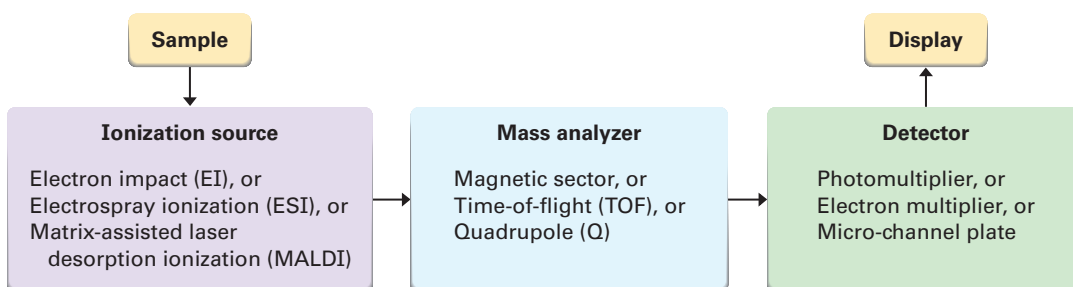 Sample
Display
Ionization source
Electron impact (EI), or
Electrospray ionization (ESI), or
Matrix-assisted laser
desorption ionization (MALDI)
Mass analyzer
Magnetic sector, or
Time-of-flight (TOF), or
Quadrupole (Q)
Detector
Photomultiplier, or
Electron multiplier, or
Micro-channel plate